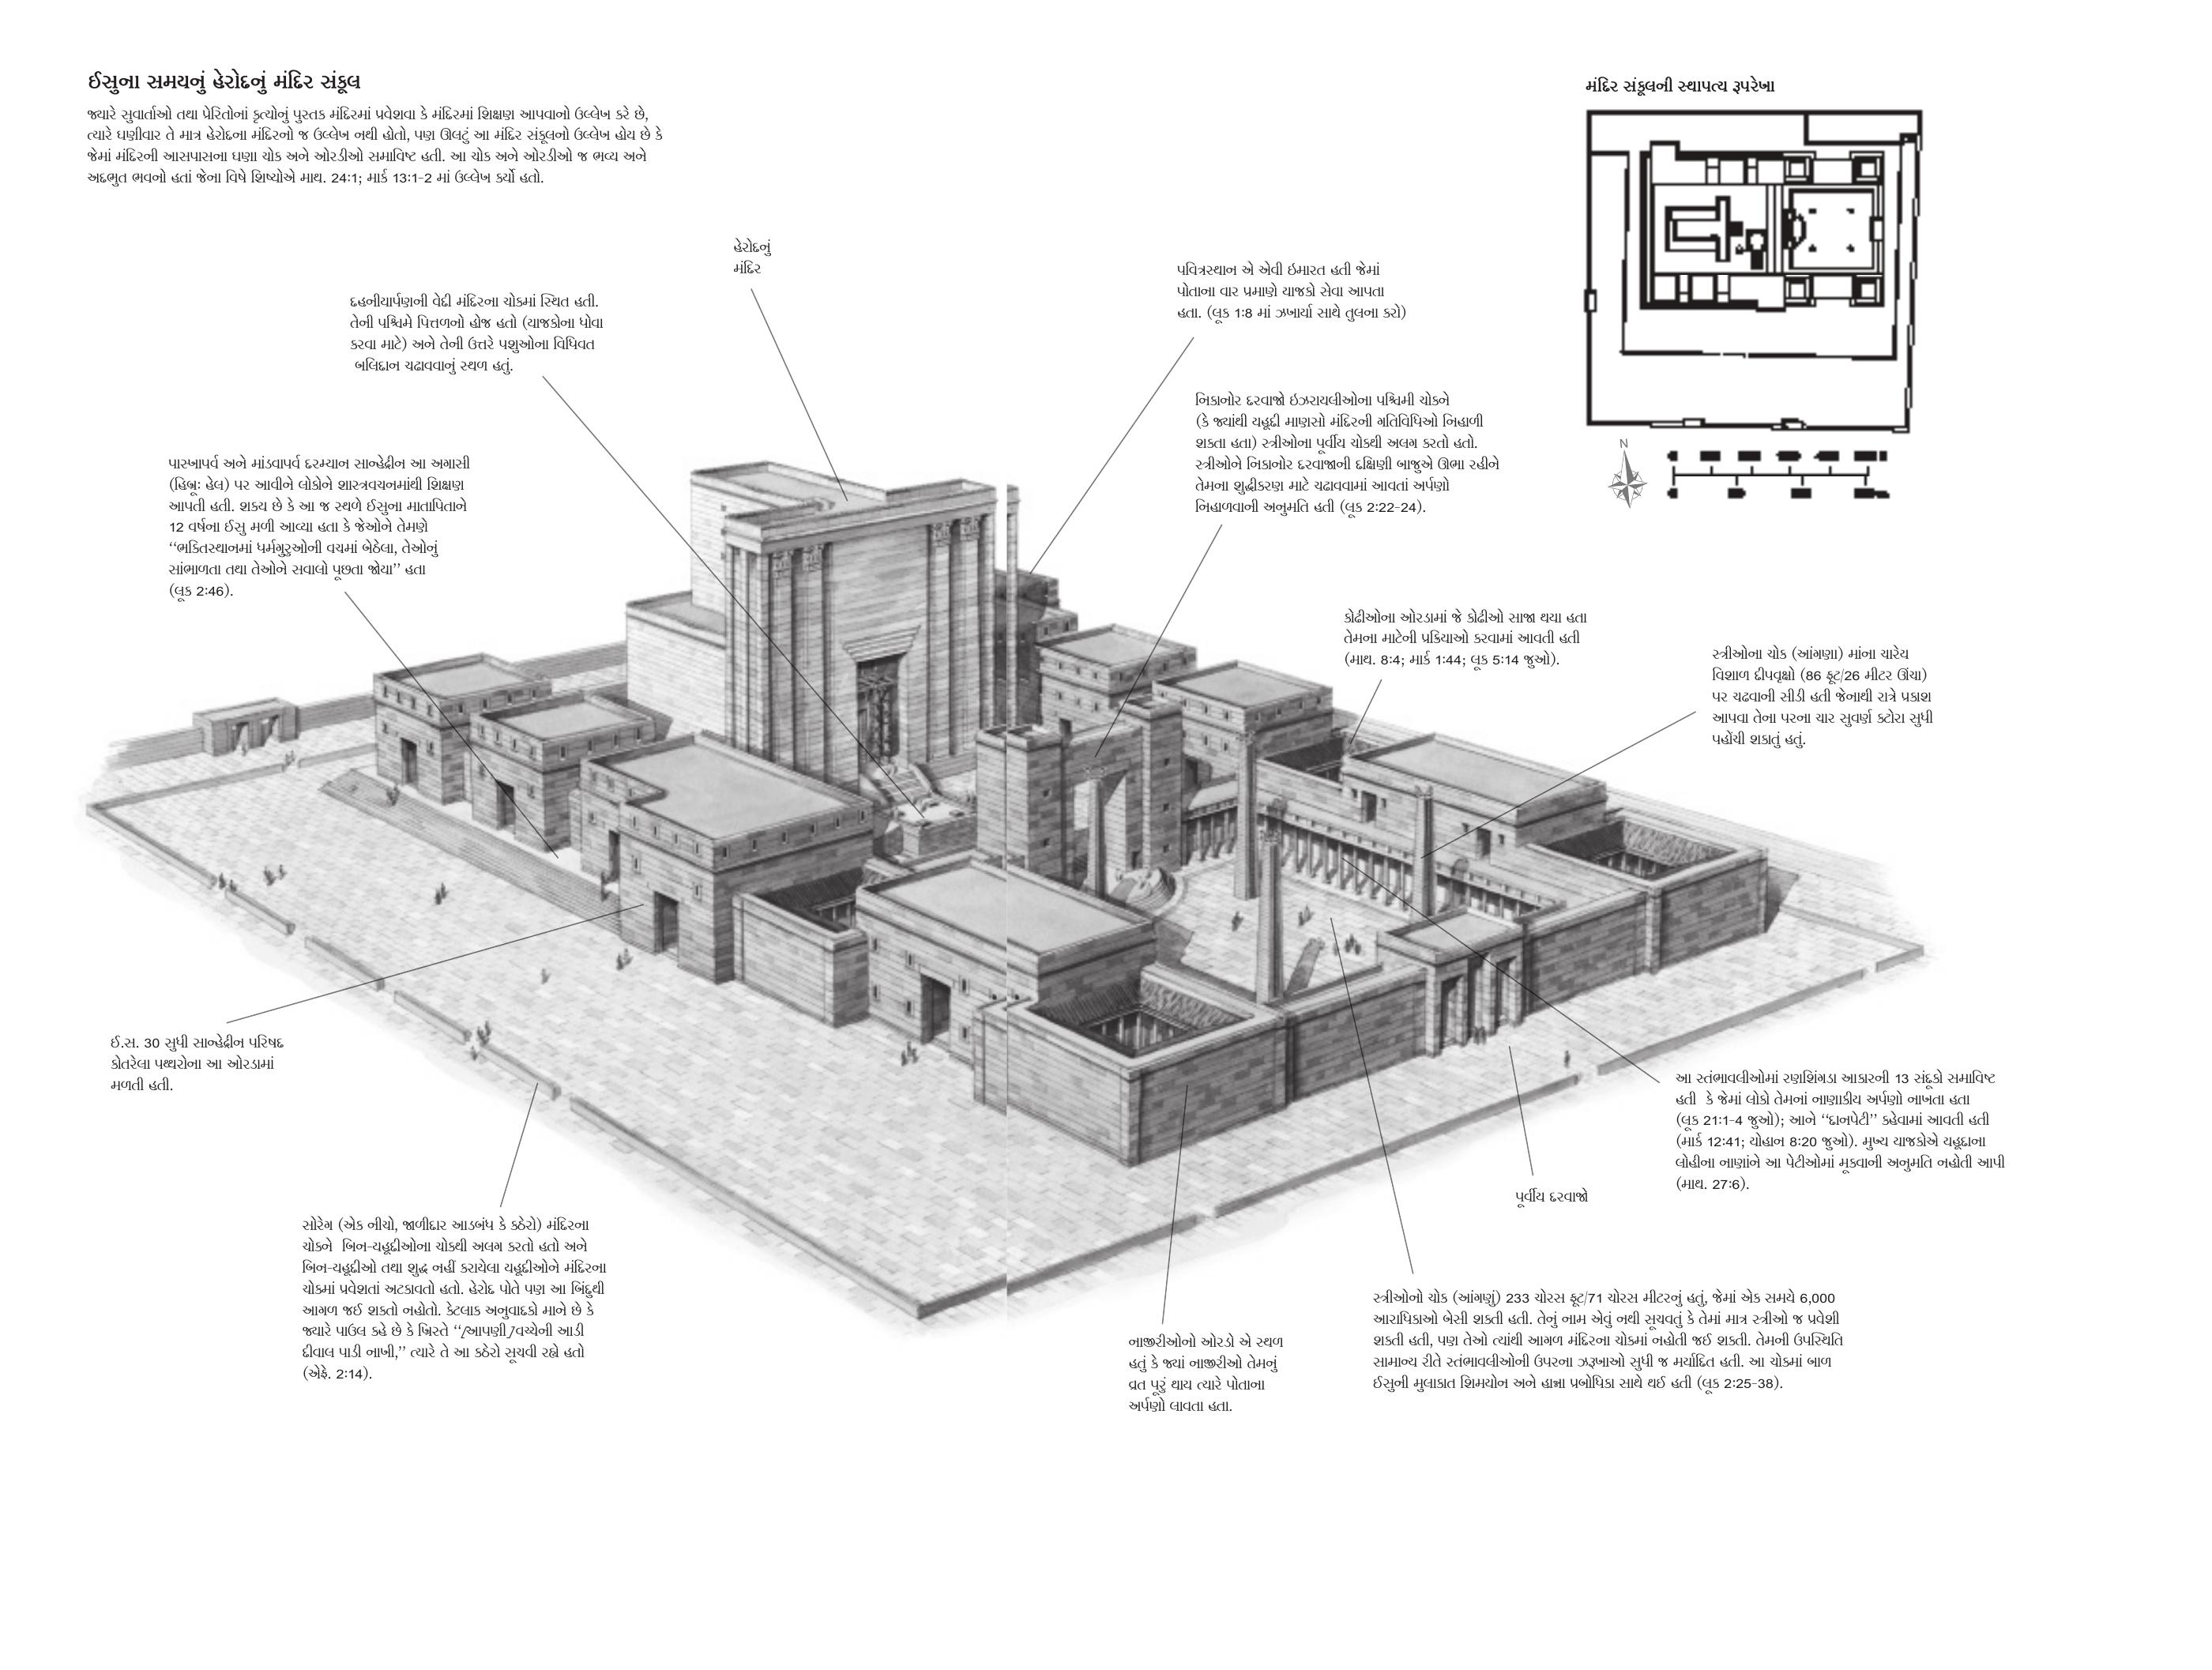 ઈસુના સમયનું હેરોદનું મંદિર સંકૂલ
જ્યારે સુવાર્તાઓ તથા પ્રેરિતોનાં કૃત્યોનું પુસ્તક મંદિરમાં પ્રવેશવા કે મંદિરમાં શિક્ષણ આપવાનો ઉલ્લેખ કરે છે,
ત્યારે ઘણીવાર તે માત્ર હેરોદના મંદિરનો જ ઉલ્લેખ નથી હોતો, પણ ઊલટું આ મંદિર સંકૂલનો ઉલ્લેખ હોય છે કે
જેમાં મંદિરની આસપાસના ઘણા ચોક અને ઓરડીઓ સમાવિષ્ટ હતી. આ ચોક અને ઓરડીઓ જ ભવ્ય અને
અદભુત ભવનો હતાં જેના વિષે શિષ્યોએ માથ. 24:1; માર્ક 13:1-2 માં ઉલ્લેખ કર્યો હતો.
મંદિર સંકૂલની સ્થાપત્ય રૂપરેખા
N
હેરોદનું
મંદિર
પવિત્રસ્થાન એ એવી ઇમારત હતી જેમાં
પોતાના વાર પ્રમાણે યાજકો સેવા આપતા
હતા. (લૂક 1:8 માં ઝખાર્યા સાથે તુલના કરો)
દહનીયાર્પણની વેદી મંદિરના ચોકમાં સ્થિત હતી.
તેની પશ્ચિમે પિત્તળનો હોજ હતો (યાજકોના ધોવા
કરવા માટે) અને તેની ઉત્તરે પશુઓના વિધિવત
બલિદાન ચઢાવવાનું સ્થળ હતું.
નિકાનોર દરવાજો ઇઝરાયલીઓના પશ્ચિમી ચોકને
(કે જ્યાંથી યહૂદી માણસો મંદિરની ગતિવિધિઓ નિહાળી
શકતા હતા) સ્ત્રીઓના પૂર્વીય ચોકથી અલગ કરતો હતો.
સ્ત્રીઓને નિકાનોર દરવાજાની દક્ષિણી બાજુએ ઊભા રહીને
તેમના શુદ્ધીકરણ માટે ચઢાવવામાં આવતાં અર્પણો
નિહાળવાની અનુમતિ હતી (લૂક 2:22-24).
પાસ્ખાપર્વ અને માંડવાપર્વ દરમ્યાન સાન્હેદ્રીન આ અગાસી
(હિબ્રૂ: હેલ) પર આવીને લોકોને શાસ્ત્રવચનમાંથી શિક્ષણ
આપતી હતી. શક્ય છે કે આ જ સ્થળે ઈસુના માતાપિતાને
12 વર્ષના ઈસુ મળી આવ્યા હતા કે જેઓને તેમણે
‘‘ભક્તિસ્થાનમાં ધર્મગુરુઓની વચમાં બેઠેલા, તેઓનું
સાંભાળતા તથા તેઓને સવાલો પૂછતા જોયા’’ હતા
(લૂક 2:46).
કોઢીઓના ઓરડામાં જે કોઢીઓ સાજા થયા હતા
તેમના માટેની પ્રક્રિયાઓ કરવામાં આવતી હતી
(માથ. 8:4; માર્ક 1:44; લૂક 5:14 જુઓ).
સ્ત્રીઓના ચોક (આંગણા) માંના ચારેય
વિશાળ દીપવૃક્ષો (86 ફૂટ/26 મીટર ઊંચા)
પર ચઢવાની સીડી હતી જેનાથી રાત્રે પ્રકાશ
આપવા તેના પરના ચાર સુવર્ણ કટોરા સુધી
પહોંચી શકાતું હતું.
ઈ.સ. 30 સુધી સાન્હેદ્રીન પરિષદ
કોતરેલા પથ્થરોના આ ઓરડામાં
મળતી હતી.
આ સ્તંભાવલીઓમાં રણશિંગડા આકારની 13 સંદૂકો સમાવિષ્ટ
હતી કે જેમાં લોકો તેમનાં નાણાકીય અર્પણો નાખતા હતા
(લૂક 21:1-4 જુઓ); આને ‘‘દાનપેટી’’ કહેવામાં આવતી હતી
(માર્ક 12:41; યોહાન 8:20 જુઓ). મુખ્ય યાજકોએ યહૂદાના
લોહીના નાણાંને આ પેટીઓમાં મૂકવાની અનુમતિ નહોતી આપી
(માથ. 27:6).
પૂર્વીય દરવાજો
સોરેગ (એક નીચો, જાળીદાર આડબંધ કે કઠેરો) મંદિરના
ચોકને બિન-યહૂદીઓના ચોકથી અલગ કરતો હતો અને
બિન-યહૂદીઓ તથા શુદ્ધ નહીં કરાયેલા યહૂદીઓને મંદિરના
ચોકમાં પ્રવેશતાં અટકાવતો હતો. હેરોદ પોતે પણ આ બિંદુથી
આગળ જઈ શકતો નહોતો. કેટલાક અનુવાદકો માને છે કે
જ્યારે પાઉલ કહે છે કે ખ્રિસ્તે ‘‘[આપણી] વચ્ચેની આડી
દીવાલ પાડી નાખી,’’ ત્યારે તે આ કઠેરો સૂચવી રહ્યે હતો
(એફે. 2:14).
નાજીરીઓનો ઓરડો એ સ્થળ
હતું કે જ્યાં નાજીરીઓ તેમનું
વ્રત પૂરું થાય ત્યારે પોતાના
અર્પણો લાવતા હતા.
સ્ત્રીઓનો ચોક (આંગણું) 233 ચોરસ ફૂટ/71 ચોરસ મીટરનું હતું, જેમાં એક સમયે 6,000
આરાધિકાઓ બેસી શકતી હતી. તેનું નામ એવું નથી સૂચવતું કે તેમાં માત્ર સ્ત્રીઓ જ પ્રવેશી
શકતી હતી, પણ તેઓ ત્યાંથી આગળ મંદિરના ચોકમાં નહોતી જઈ શકતી. તેમની ઉપસ્થિતિ
સામાન્ય રીતે સ્તંભાવલીઓની ઉપરના ઝરૂખાઓ સુધી જ મર્યાદિત હતી. આ ચોકમાં બાળ
ઈસુની મુલાકાત શિમયોન અને હાન્ના પ્રબોધિકા સાથે થઈ હતી (લૂક 2:25-38).